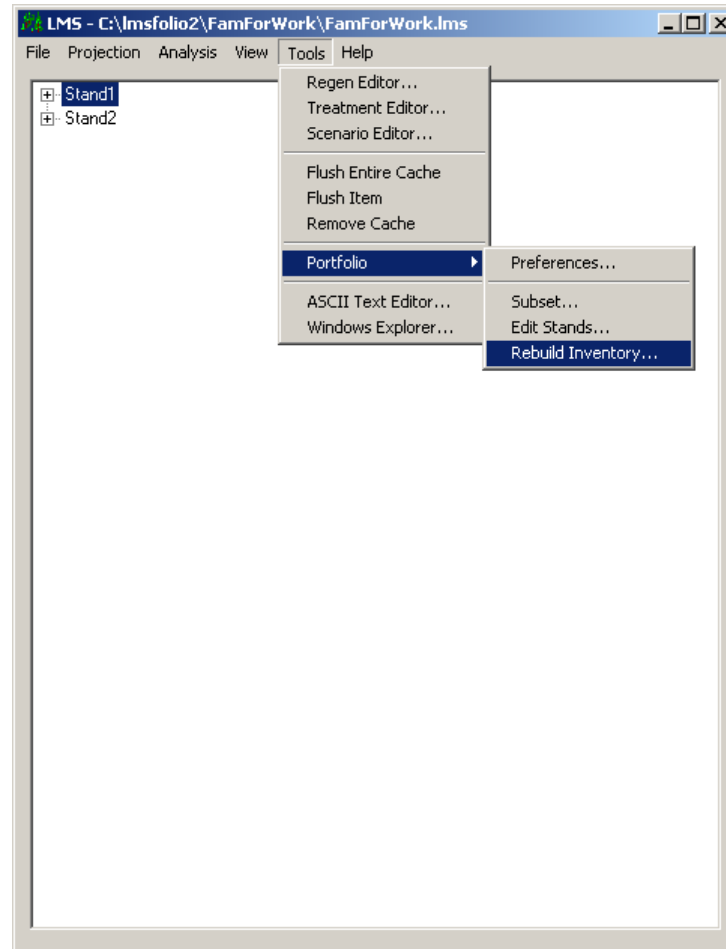 LMS - C:\lmsfolio2\FamForWork\FamForWork.lms
File Projection Analysis View Tools Help
Stand1
Stand2
Regen Editor...
Treatment Editor...
Scenario Editor...
Flush Entire Cache
Flush Item
Remove Cache
Portfolio
ASCII Text Editor...
Windows Explorer...
Preferences...
Subset...
Edit Stands...
Rebuild Inventory...